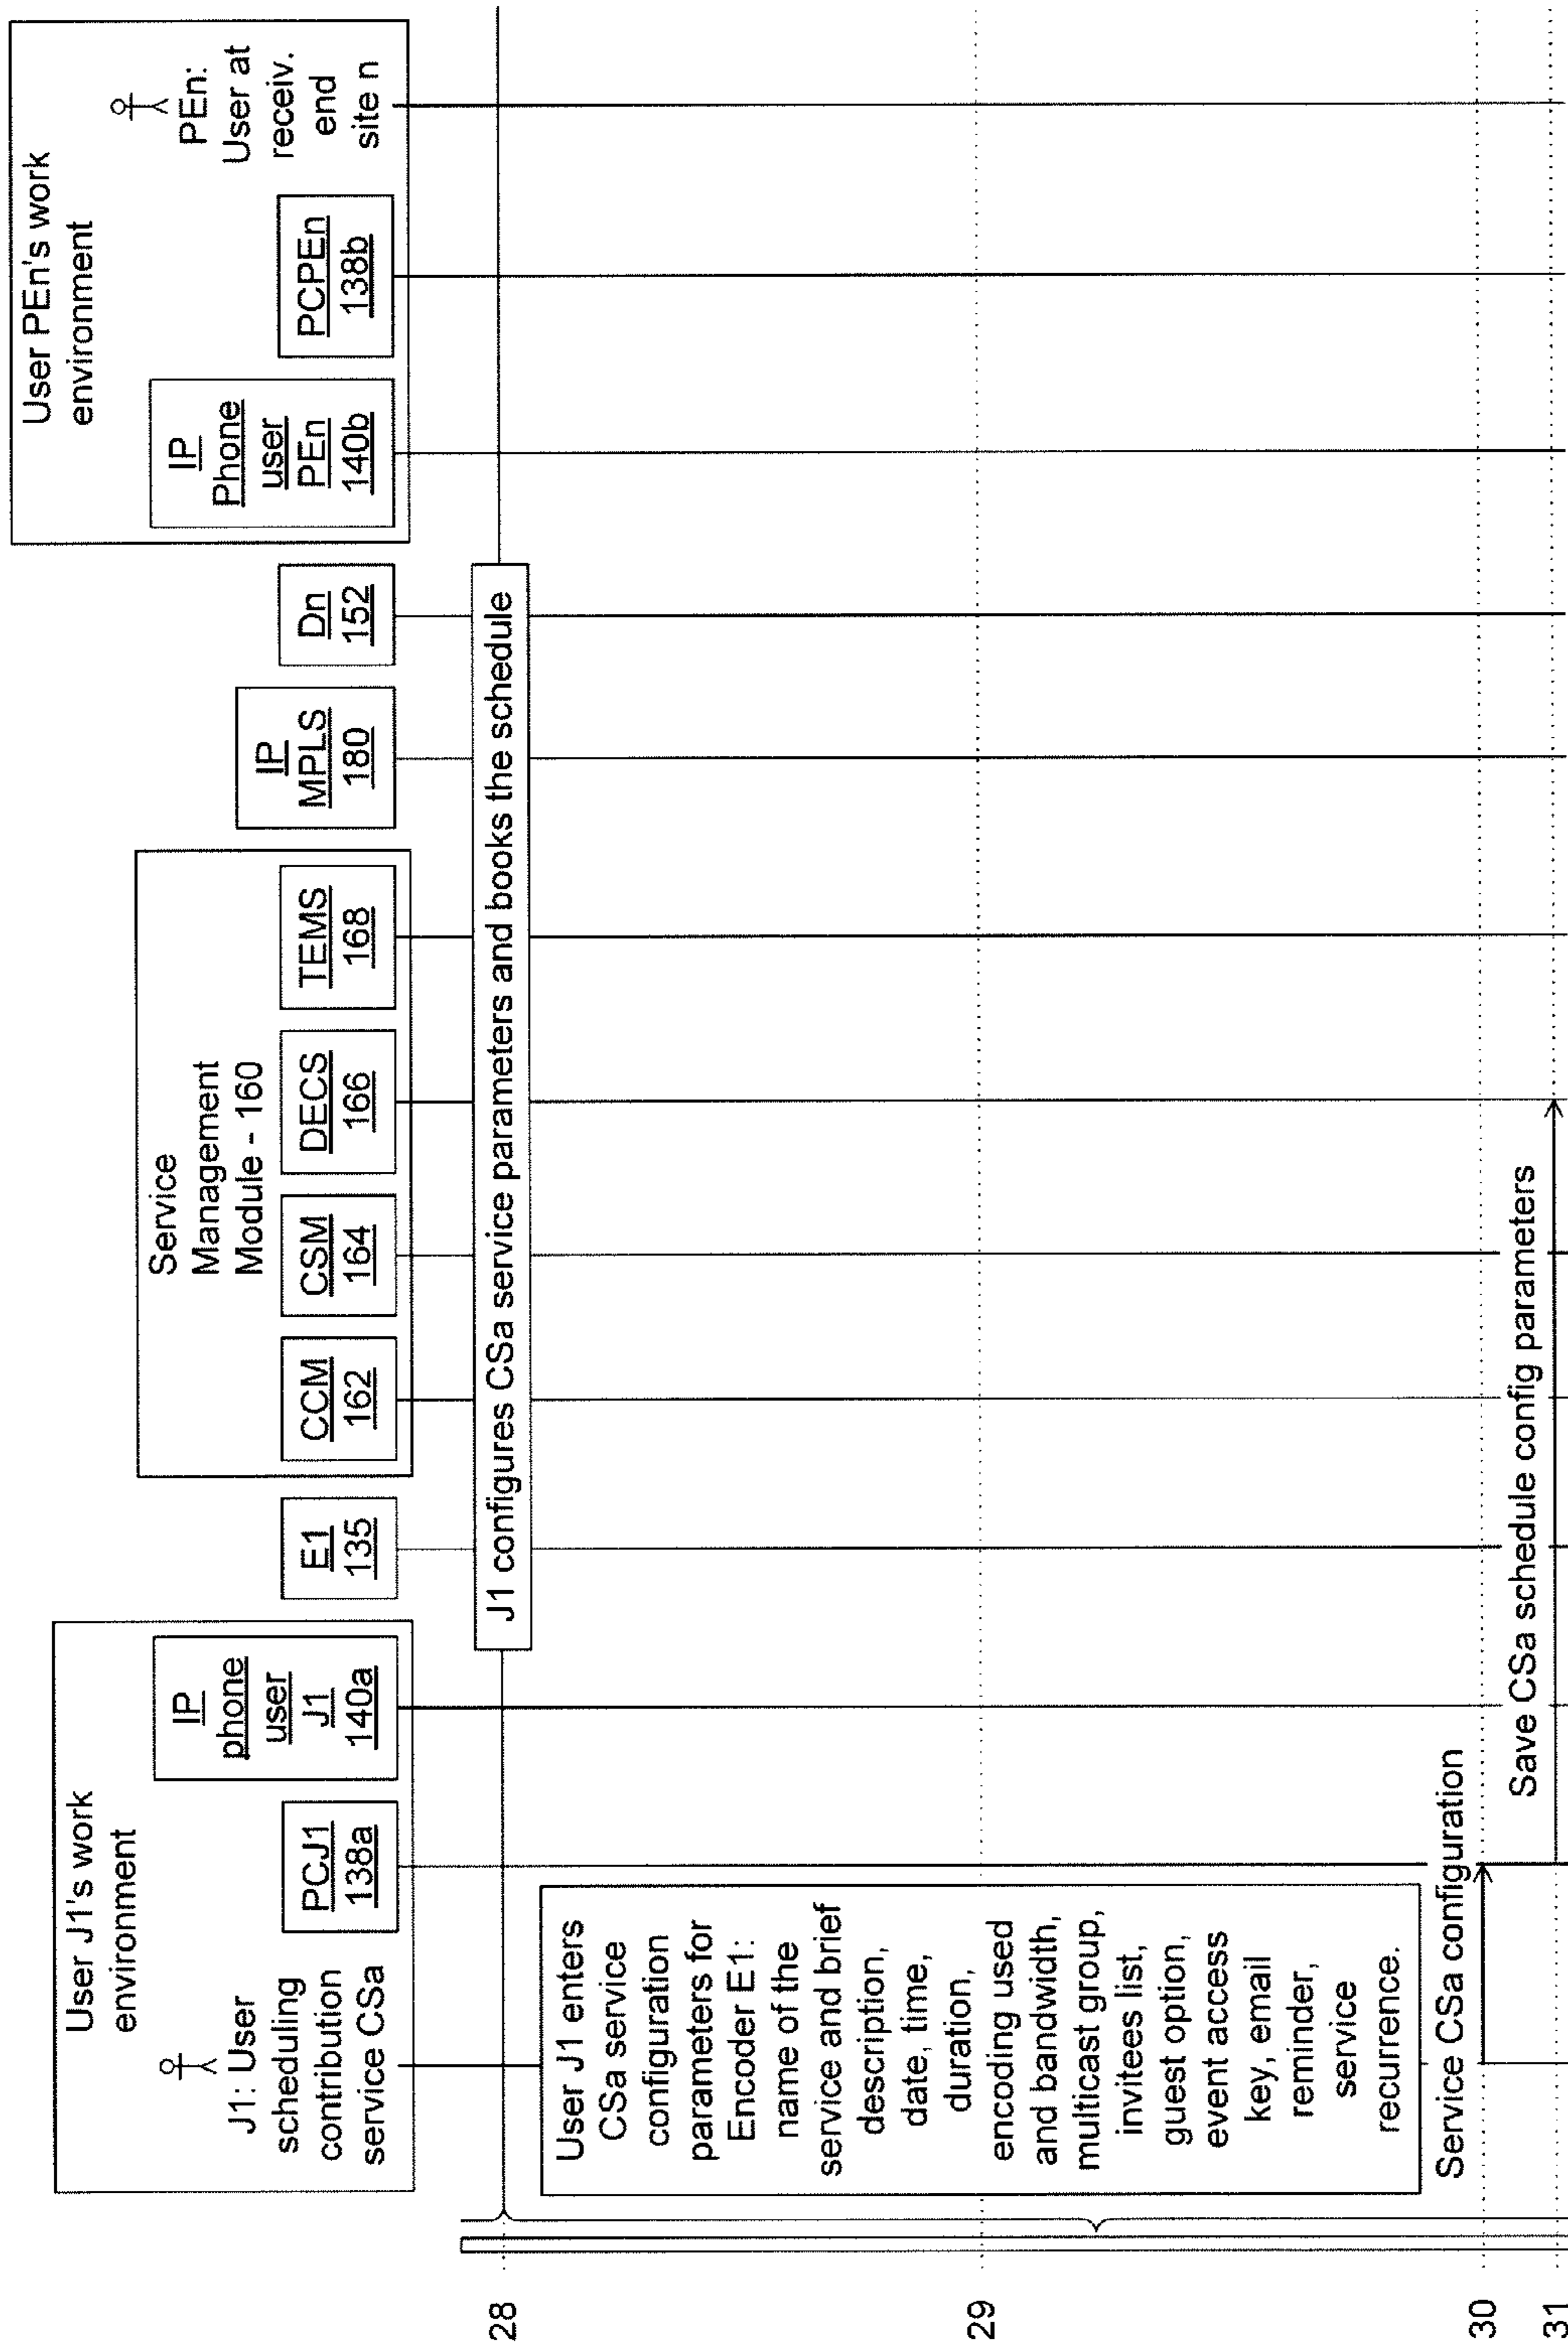 User J1's work
environment
J1: User
scheduling
contribution
service CSa
PCJ1
138a
IP
phone
user
J1
140a
E1
135
Service
Management
Module - 160
CCM
162
CSM
164
DECS
166
TEMS
168
IP
MPLS
180
Dn
152
User PEn's work
environment
IP
Phone
user
PEn
140b
PCPEn
138b
PEn:
User at
receiv.
end
site n
28
J1 configures CSa service parameters and books the schedule
29
User J1 enters
CSa service
configuration
parameters for
Encoder E1:
name of the
service and brief
description,
date, time,
duration,
encoding used
and bandwidth,
multicast group,
invitees list,
guest option,
event access
key, email
reminder,
service
recurrence.
30
Service CSa configuration
31
Save CSa schedule config parameters